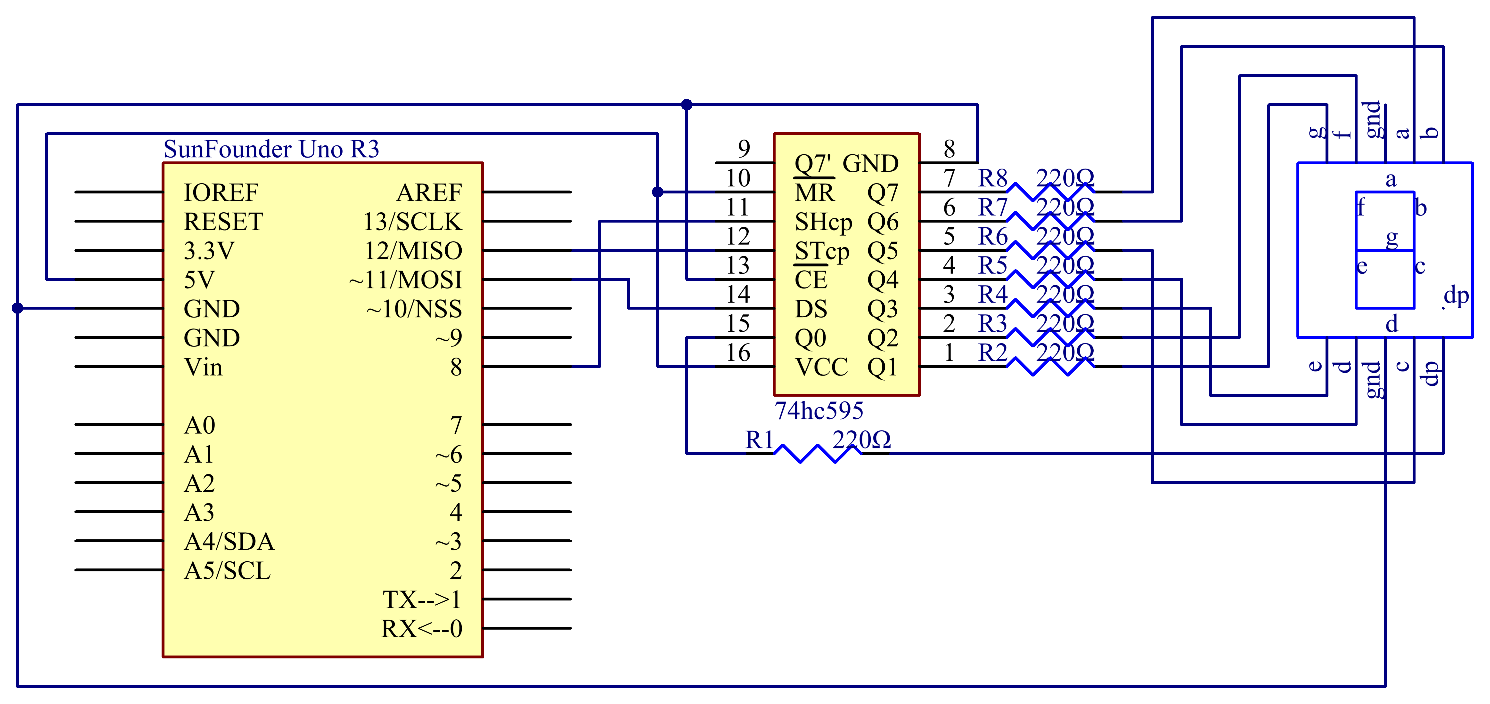 SunFounder Uno R3
IOREF AREF
RESET 13/SCLK
3.3V 12/MISO
5V ~11/MOSI
GND ~10/NSS
GND ~9
Vin 8
A0 7
A1 ~6
A2 ~5
A3 4
A4/SDA ~3
A5/SCL 2
TX-->1
RX<--0
9 Q7' GND 8
10 MR Q7 7 R8 220Ω
11 SHcp Q6 6 R7 220Ω
12 STcp Q5 5 R6 220Ω
13 CE Q4 4 R5 220Ω
14 DS Q3 3 R4 220Ω
15 Q0 Q2 2 R3 220Ω
16 VCC Q1 1 R2 220Ω
74hc595
R1 220Ω
g f gnd a b
a
f b
g
e c
dp
d
e d gnd c dp